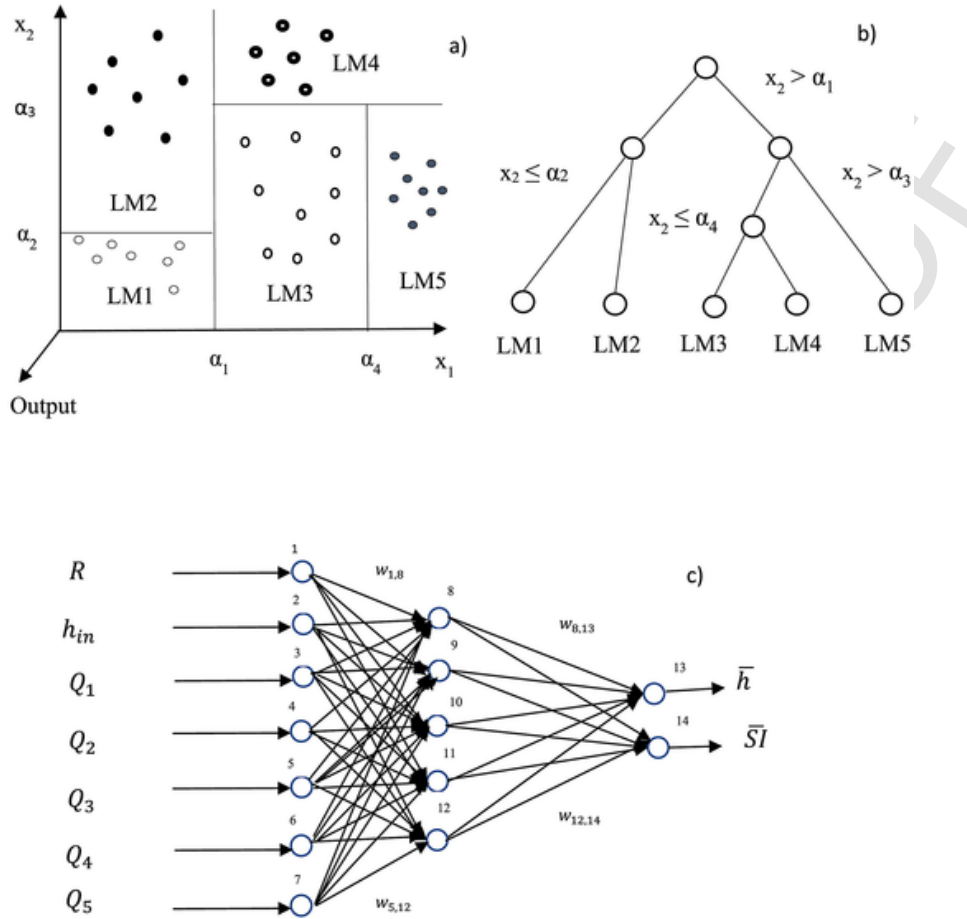 x2
a)
α3
LM4
LM2
α2
LM1
LM3
LM5
α1
α4
x1
Output
b)
x2 > α1
x2 ≤ α2
x2 > α3
x2 ≤ α4
LM1
LM2
LM3
LM4
LM5
c)
R
1
w1,8
8
hin
2
w8,13
9
Q1
3
13
h̅
10
Q2
4
14
S̅I̅
11
Q3
5
12
Q4
6
w12,14
Q5
7
w5,12